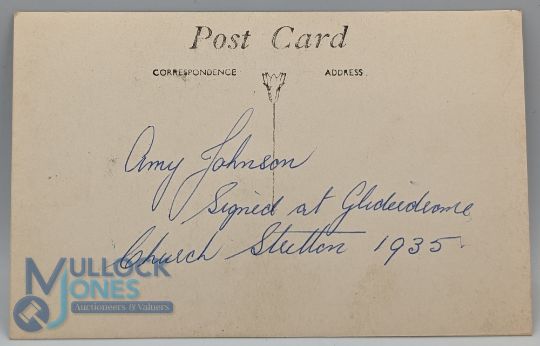 Post Card
CORRESPONDENCE ADDRESS.
Amy Johnson
Signed at Gliderdrome
Church Stretton 1935
MULLOCK
JONES
Auctioneers & Valuers